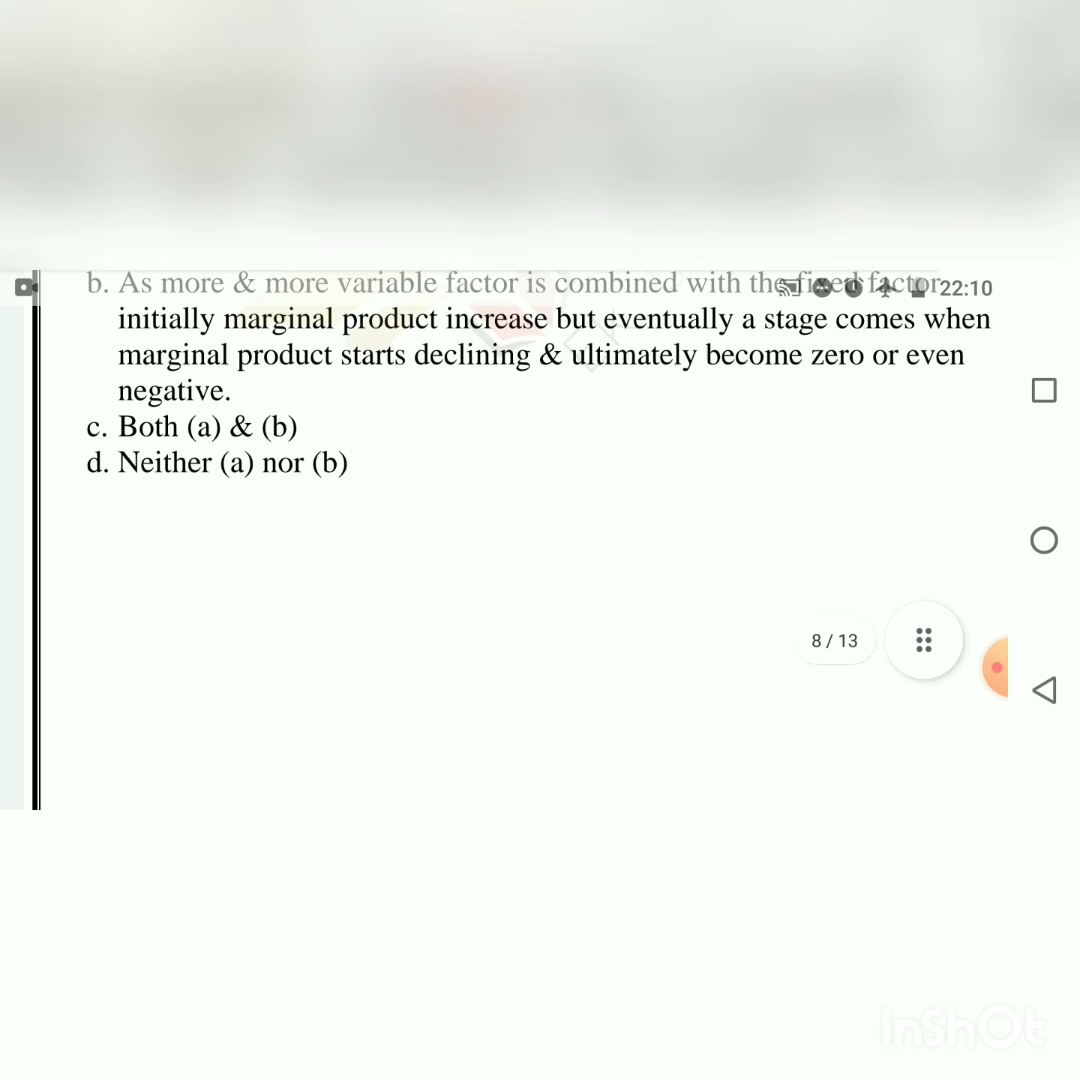 b. As more & more variable factor is combined with the fixed factor
22:10
initially marginal product increase but eventually a stage comes when
marginal product starts declining & ultimately become zero or even
negative.
c. Both (a) & (b)
d. Neither (a) nor (b)
8 / 13
InShOt